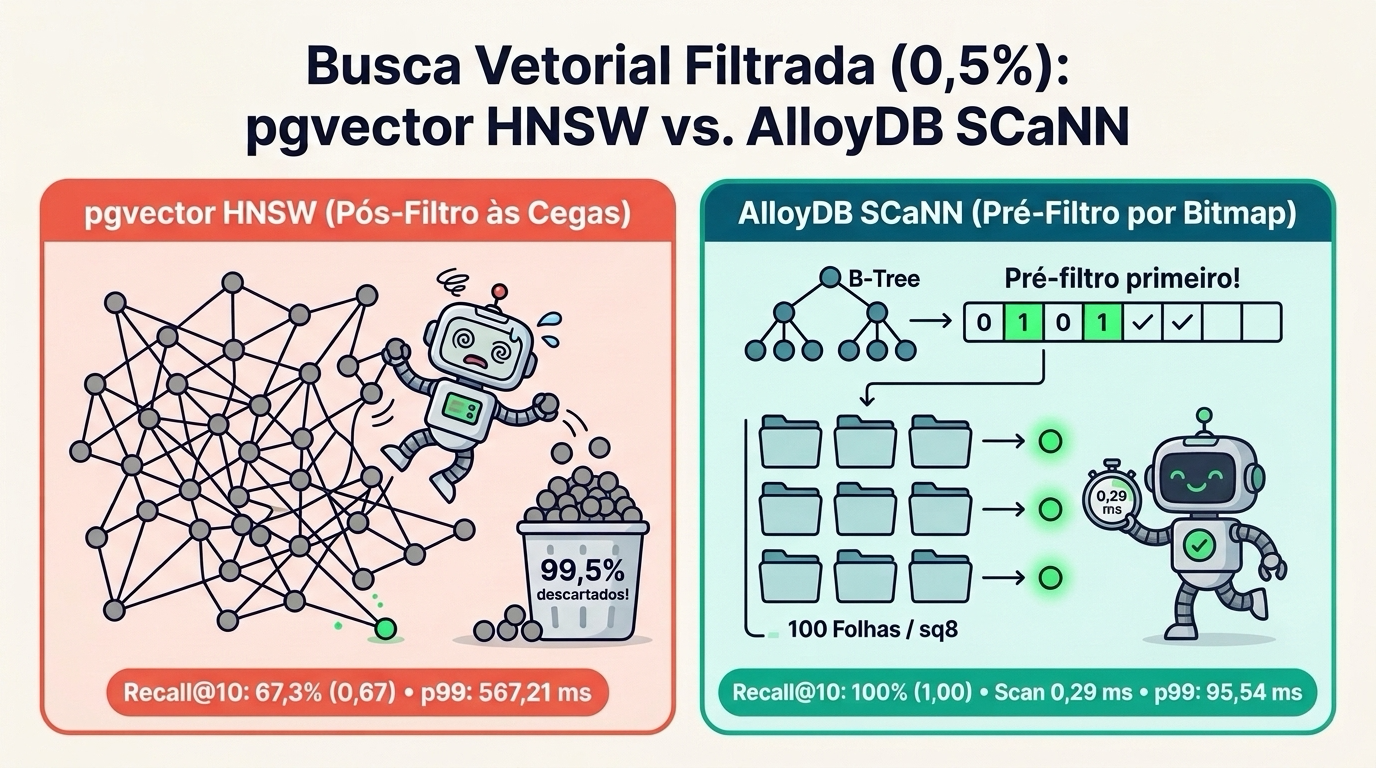 Busca Vetorial Filtrada (0,5%):
pgvector HNSW vs. AlloyDB SCaNN
pgvector HNSW (Pós-Filtro às Cegas)
99,5%
descartados!
Recall@10: 67,3% (0,67) • p99: 567,21 ms
AlloyDB SCaNN (Pré-Filtro por Bitmap)
B-Tree
Pré-filtro primeiro!
0 1 0 1 ✓ ✓
0,29
ms
100 Folhas / sq8
Recall@10: 100% (1,00) • Scan 0,29 ms • p99: 95,54 ms